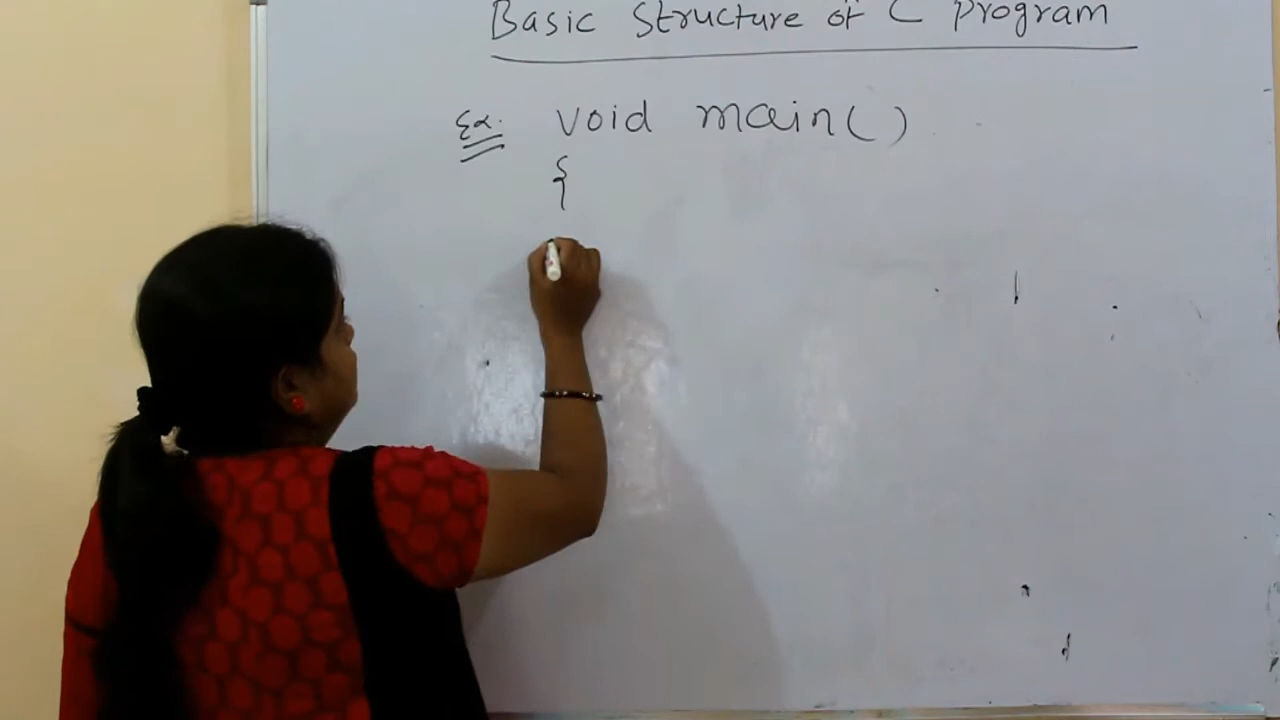 Basic Structure of C Program
Ex. void main()
{